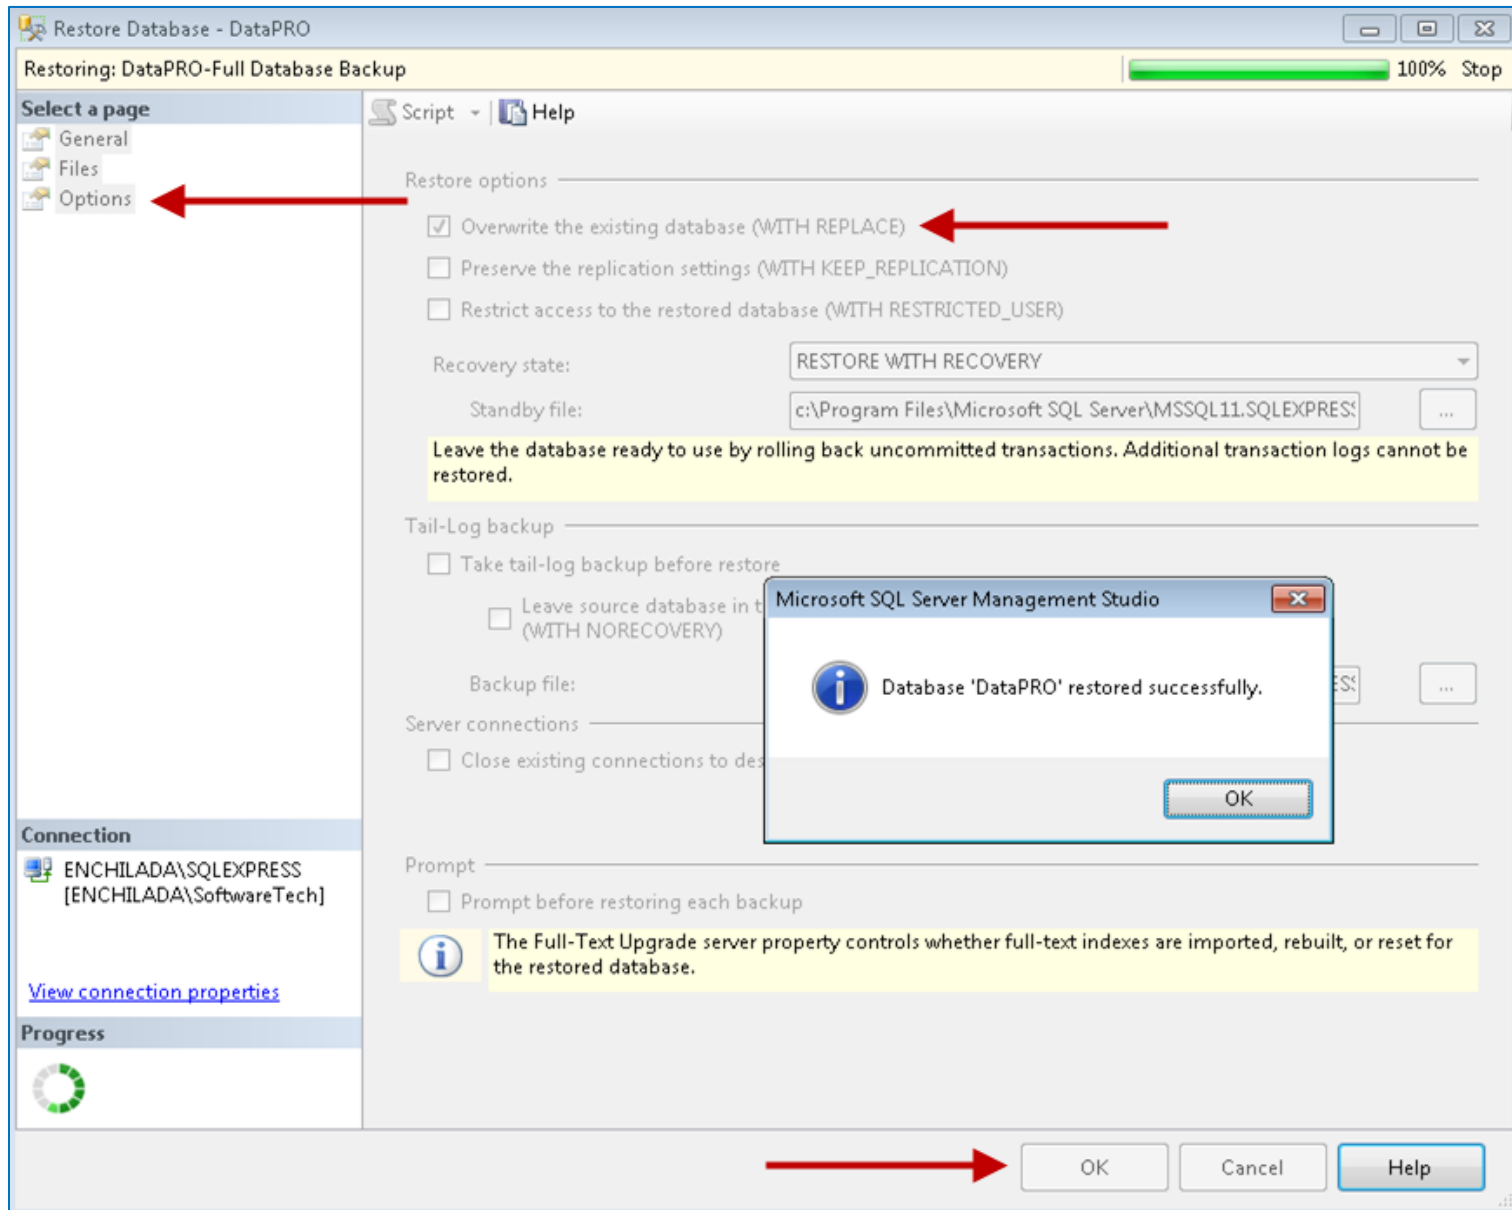 Restore Database - DataPRO
Restoring: DataPRO-Full Database Backup
100% Stop
Select a page
General
Files
Options
Script
Help
Restore options
Overwrite the existing database (WITH REPLACE)
Preserve the replication settings (WITH KEEP_REPLICATION)
Restrict access to the restored database (WITH RESTRICTED_USER)
Recovery state:
RESTORE WITH RECOVERY
Standby file:
c:\Program Files\Microsoft SQL Server\MSSQL11.SQLEXPRES
...
Leave the database ready to use by rolling back uncommitted transactions. Additional transaction logs cannot be
restored.
Tail-Log backup
Take tail-log backup before restore
Leave source database in t
(WITH NORECOVERY)
Backup file:
...
Server connections
Close existing connections to des
Microsoft SQL Server Management Studio
Database 'DataPRO' restored successfully.
OK
Prompt
Prompt before restoring each backup
The Full-Text Upgrade server property controls whether full-text indexes are imported, rebuilt, or reset for
the restored database.
Connection
ENCHILADA\SQLEXPRESS
[ENCHILADA\SoftwareTech]
View connection properties
Progress
OK
Cancel
Help